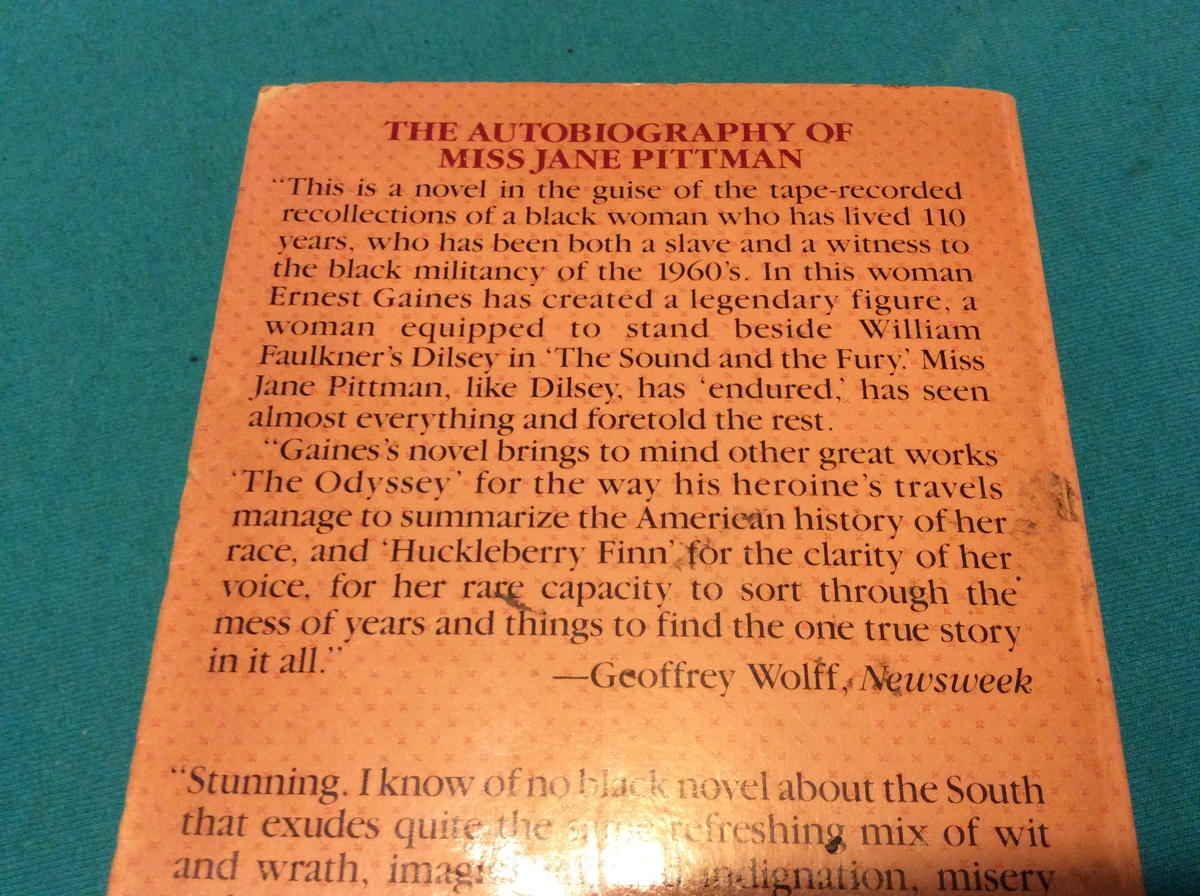 THE AUTOBIOGRAPHY OF
MISS JANE PITTMAN
“This is a novel in the guise of the tape-recorded
recollections of a black woman who has lived 110
years, who has been both a slave and a witness to
the black militancy of the 1960’s. In this woman
Ernest Gaines has created a legendary figure, a
woman equipped to stand beside William
Faulkner’s Dilsey in ‘The Sound and the Fury.’ Miss
Jane Pittman, like Dilsey, has ‘endured,’ has seen
almost everything and foretold the rest.
“Gaines’s novel brings to mind other great works
‘The Odyssey’ for the way his heroine’s travels
manage to summarize the American history of her
race, and ‘Huckleberry Finn’ for the clarity of her
voice, for her rare capacity to sort through the
mess of years and things to find the one true story
in it all.”
—Geoffrey Wolff, Newsweek
“Stunning. I know of no black novel about the South
that exudes quite the same refreshing mix of wit
and wrath, indignation, misery